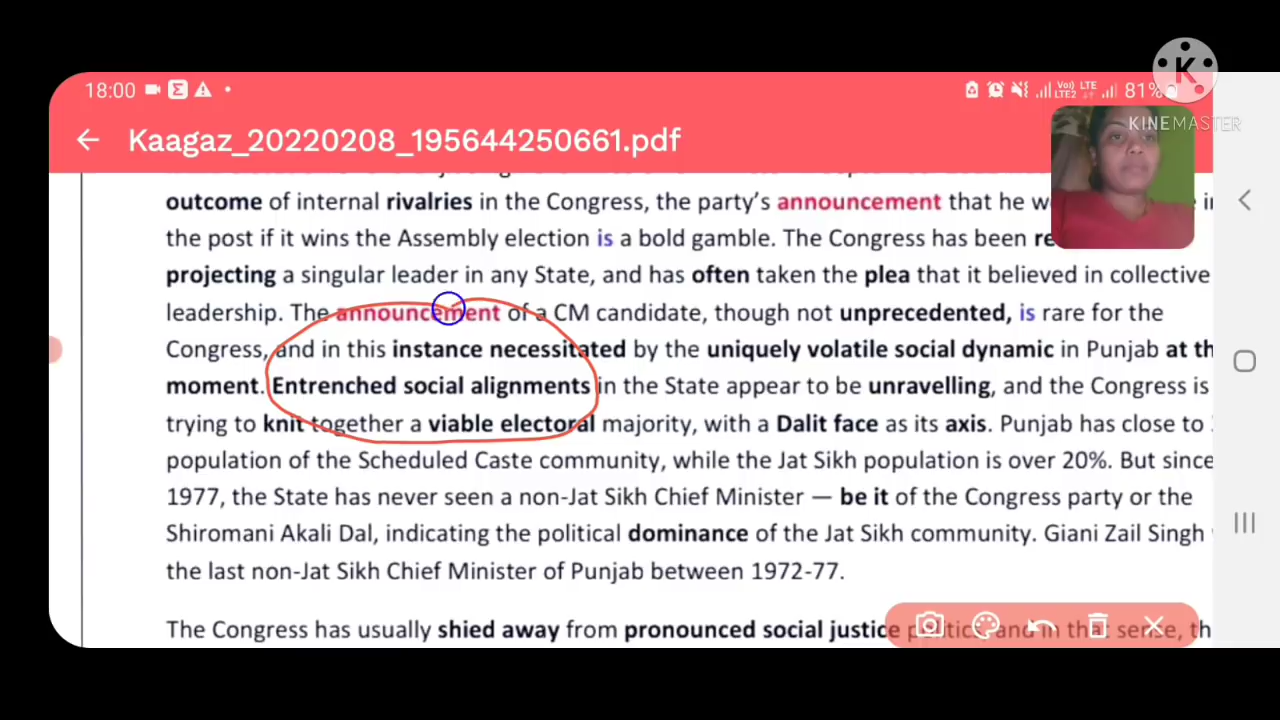 18:00
81%
KINEMASTER
Kaagaz_20220208_195644250661.pdf
outcome of internal rivalries in the Congress, the party's announcement that he
the post if it wins the Assembly election is a bold gamble. The Congress has been
projecting a singular leader in any State, and has often taken the plea that it believed in collective
leadership. The announcement of a CM candidate, though not unprecedented, is rare for the
Congress, and in this instance necessitated by the uniquely volatile social dynamic in Punjab at
moment. Entrenched social alignments in the State appear to be unravelling, and the Congress is
trying to knit together a viable electoral majority, with a Dalit face as its axis. Punjab has close to
population of the Scheduled Caste community, while the Jat Sikh population is over 20%. But since
1977, the State has never seen a non-Jat Sikh Chief Minister — be it of the Congress party or the
Shiromani Akali Dal, indicating the political dominance of the Jat Sikh community. Giani Zail Singh
the last non-Jat Sikh Chief Minister of Punjab between 1972-77.
The Congress has usually shied away from pronounced social justice politics, and in that sense,